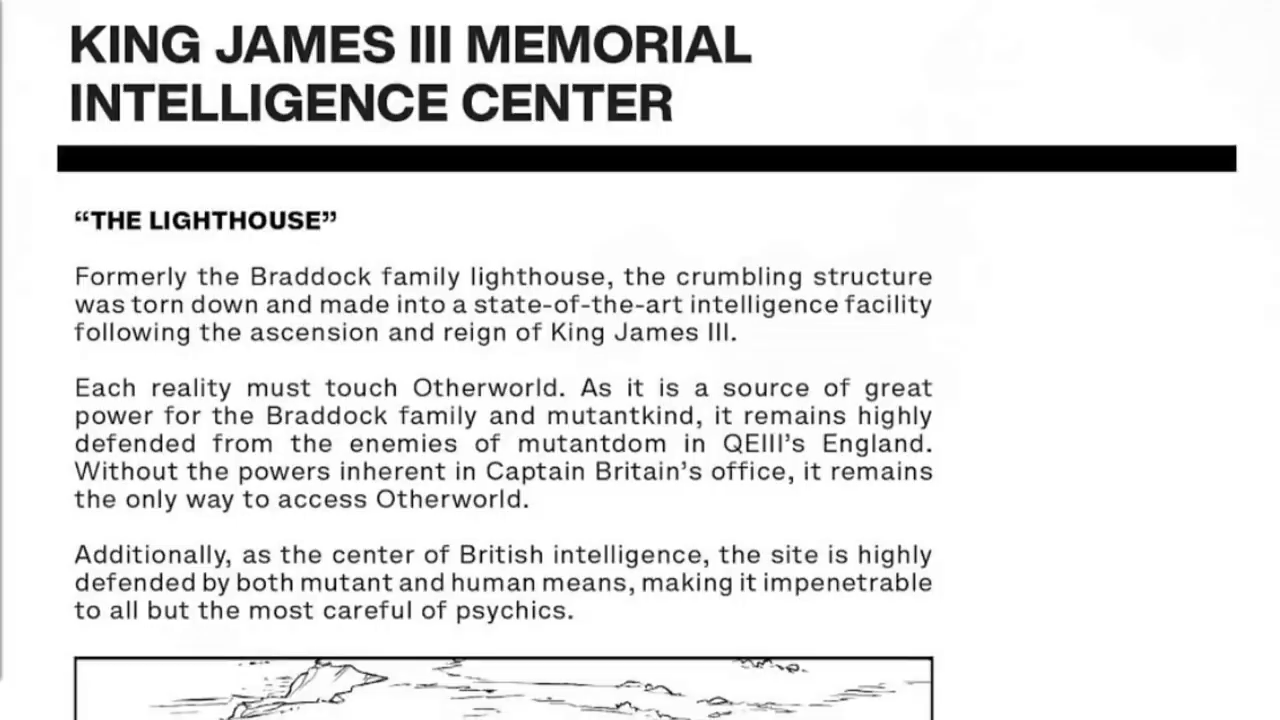 KING JAMES III MEMORIAL
INTELLIGENCE CENTER
“THE LIGHTHOUSE”
Formerly the Braddock family lighthouse, the crumbling structure
was torn down and made into a state-of-the-art intelligence facility
following the ascension and reign of King James III.
Each reality must touch Otherworld. As it is a source of great
power for the Braddock family and mutantkind, it remains highly
defended from the enemies of mutantdom in QEIII’s England.
Without the powers inherent in Captain Britain’s office, it remains
the only way to access Otherworld.
Additionally, as the center of British intelligence, the site is highly
defended by both mutant and human means, making it impenetrable
to all but the most careful of psychics.